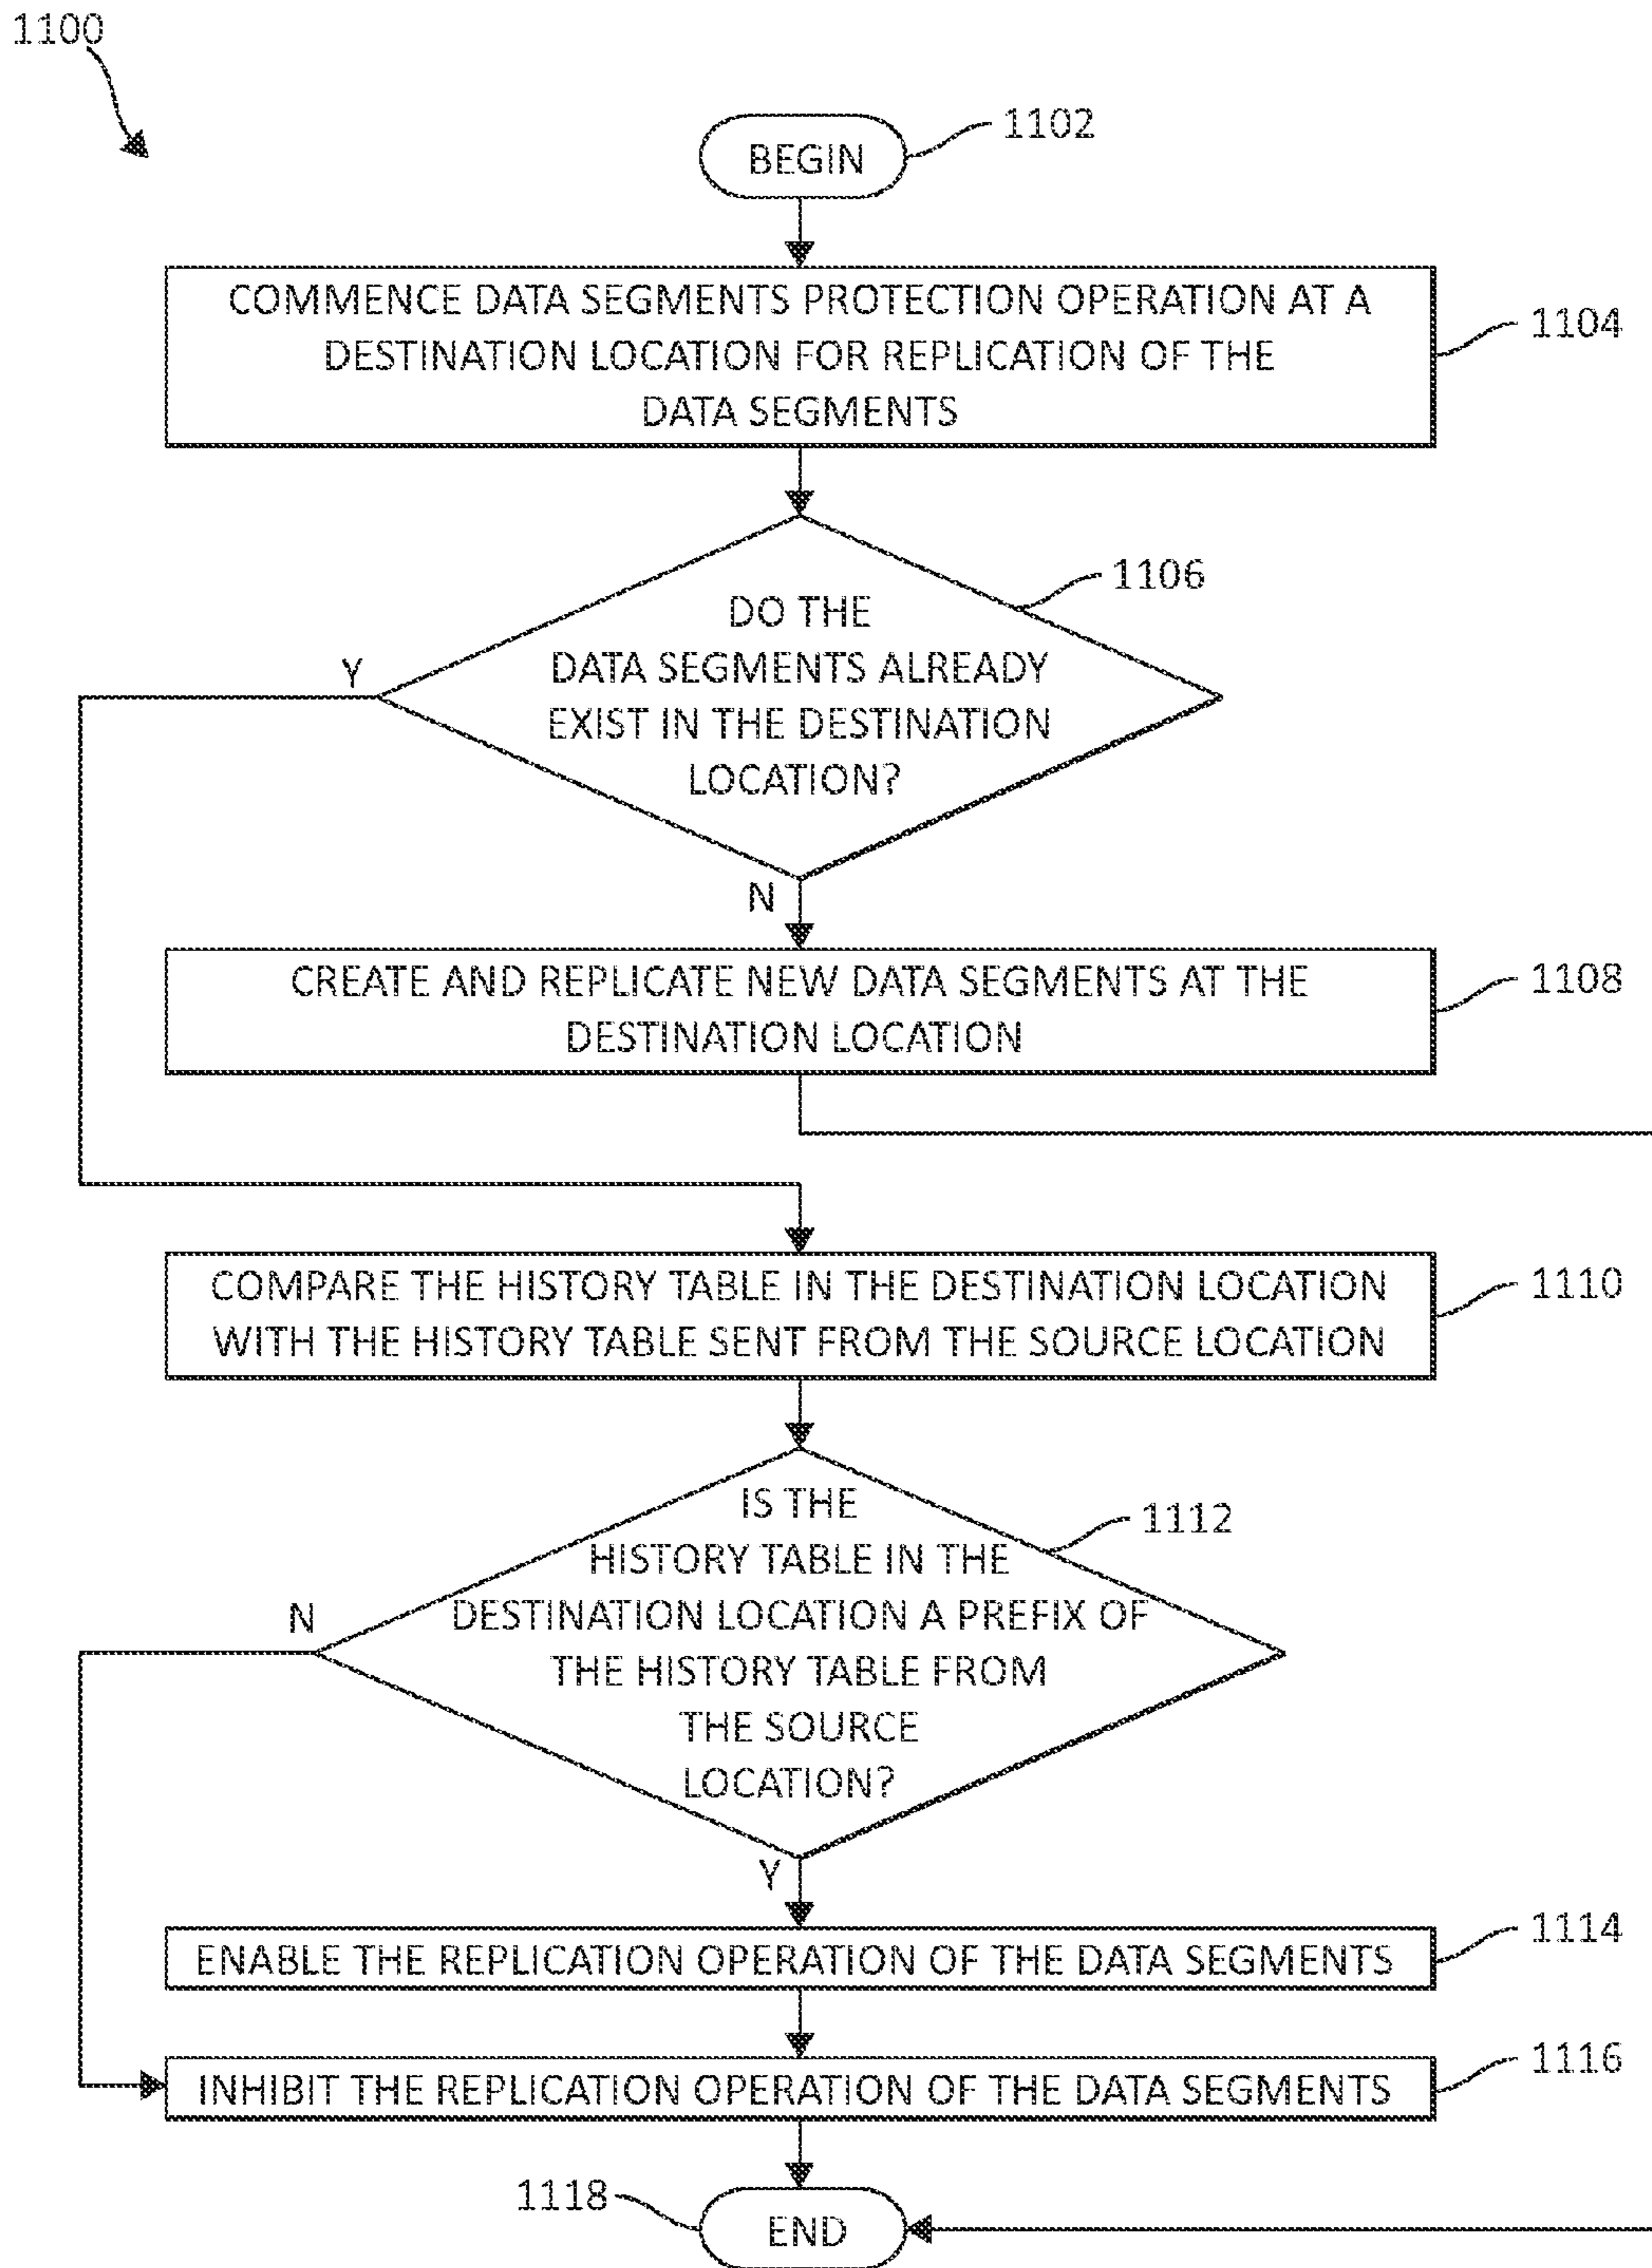 1100
BEGIN
1102
COMMENCE DATA SEGMENTS PROTECTION OPERATION AT A
DESTINATION LOCATION FOR REPLICATION OF THE
DATA SEGMENTS
1104
1106
DO THE
DATA SEGMENTS ALREADY
EXIST IN THE DESTINATION
LOCATION?
Y
N
CREATE AND REPLICATE NEW DATA SEGMENTS AT THE
DESTINATION LOCATION
1108
COMPARE THE HISTORY TABLE IN THE DESTINATION LOCATION
WITH THE HISTORY TABLE SENT FROM THE SOURCE LOCATION
1110
IS THE
HISTORY TABLE IN THE
DESTINATION LOCATION A PREFIX OF
THE HISTORY TABLE FROM
THE SOURCE
LOCATION?
1112
N
Y
ENABLE THE REPLICATION OPERATION OF THE DATA SEGMENTS
1114
INHIBIT THE REPLICATION OPERATION OF THE DATA SEGMENTS
1116
1118
END